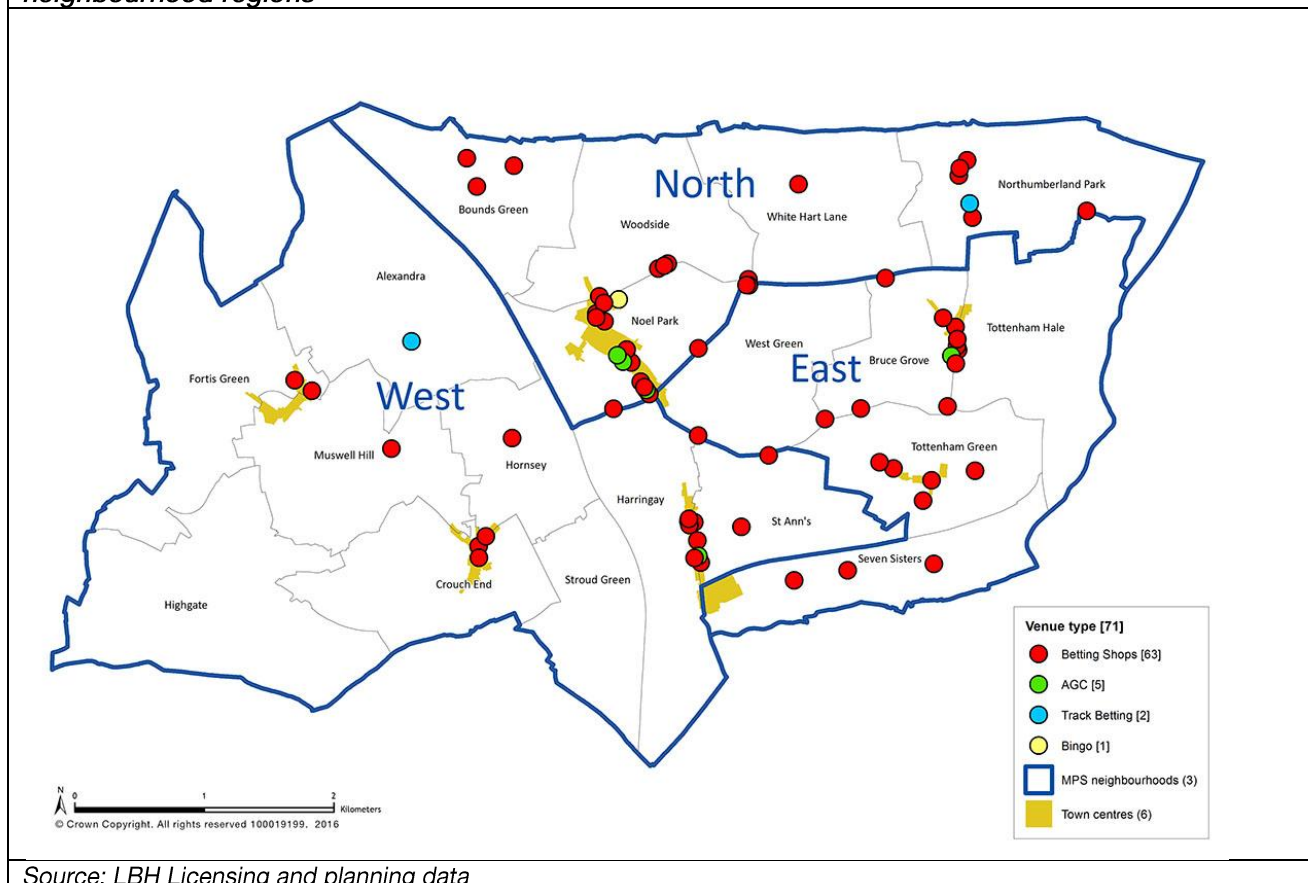 neighbourhood regions
North
Northumberland Park
Bounds Green
White Hart Lane
Woodside
Alexandra
Noel Park
Tottenham Hale
West Green
Bruce Grove
East
Fortis Green
West
Tottenham Green
Muswell Hill
Hornsey
Harringay
St Ann's
Seven Sisters
Stroud Green
Crouch End
Highgate
Venue type [71]
Betting Shops [63]
AGC [5]
Track Betting [2]
Bingo [1]
MPS neighbourhoods (3)
Town centres (6)
N
0 1 2
Kilometers
© Crown Copyright. All rights reserved 100019199, 2016
Source: LBH Licensing and planning data